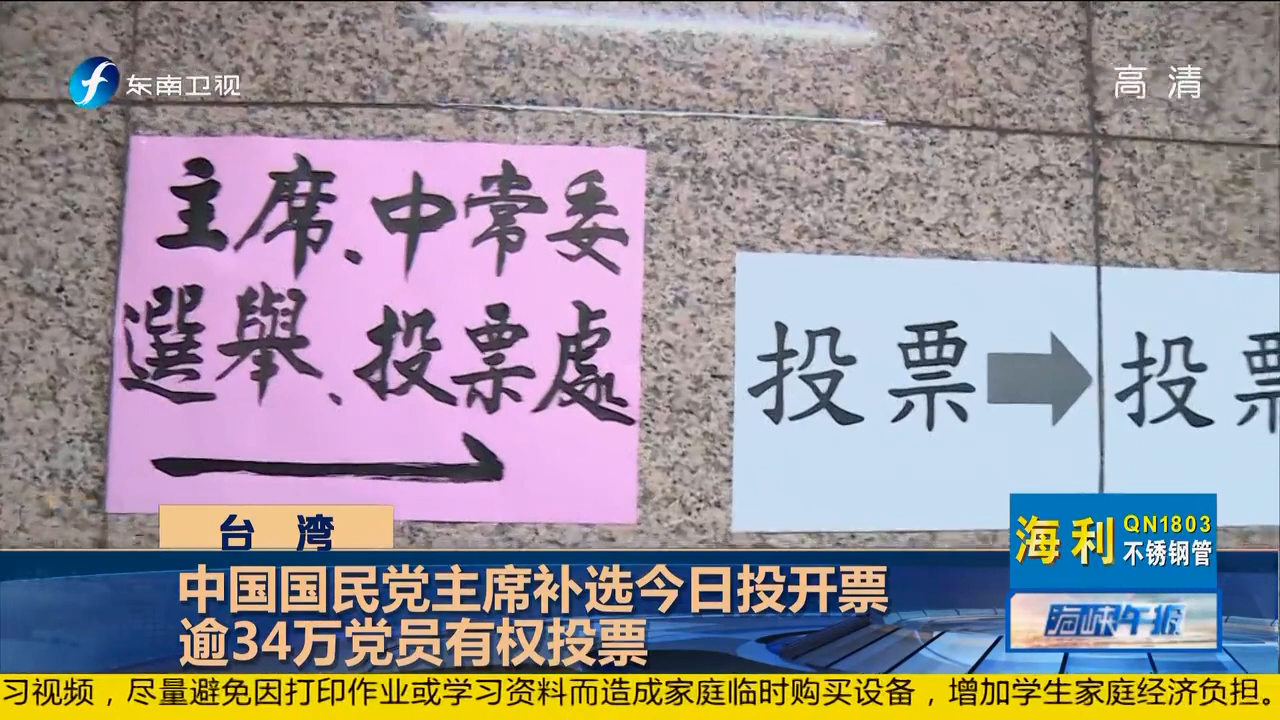 东南卫视
高清
主席、中常委
選舉、投票處
投票
投
台湾
海利
QN1803
不锈钢管
中国国民党主席补选今日投开票
海峡午报
逾34万党员有权投票
习视频，尽量避免因打印作业或学习资料而造成家庭临时购买设备，增加学生家庭经济负担。